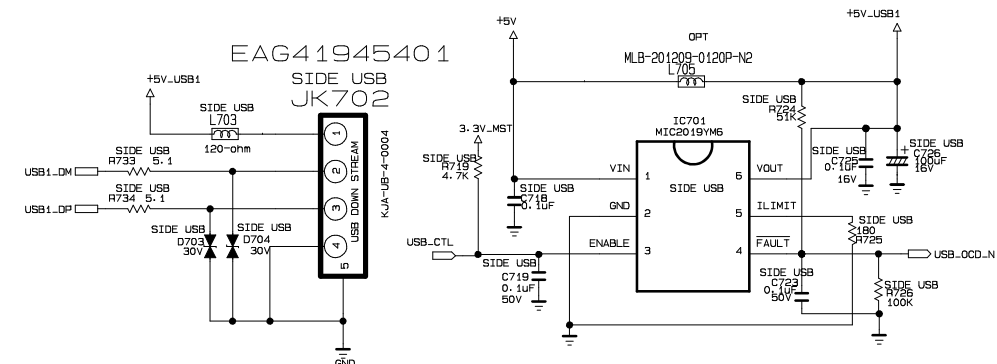 EAG41945401
SIDE USB
JK702
+5V_USB1
SIDE USB
L703
120-ohm
SIDE USB
R733 5.1
USB1_DM
SIDE USB
R734 5.1
USB1_DP
SIDE USB
D703
30V
SIDE USB
D704
30V
1
2
3
4
5
USB DOWN STREAM
KJA-UB-4-0004
GND
+5V
+5V_USB1
OPT
MLB-201209-0120P-N2
L705
SIDE USB
R724
51K
IC701
MIC2019YM6
3.3V_MST
R719
4.7K
VIN
1
SIDE USB
6
VOUT
SIDE USB
C725
0.1uF
16V
SIDE USB
+
C726
100uF
16V
SIDE USB
C718
0.1uF
GND
2
5
ILIMIT
SIDE USB
180
R725
USB_CTL
ENABLE
3
4
FAULT
USB_OCD_N
SIDE USB
C719
0.1uF
50V
SIDE USB
C723
0.1uF
50V
SIDE USB
R726
100K